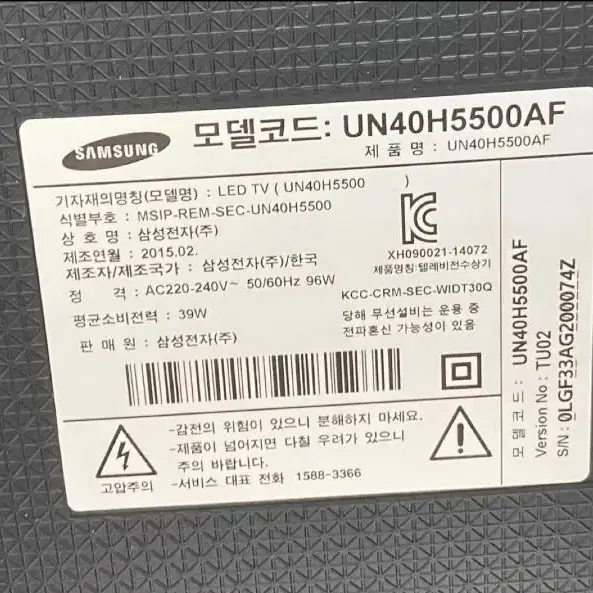 SAMSUNG
모델코드: UN40H5500AF
제 품 명 : UN40H5500AF
기자재의명칭(모델명) : LED TV ( UN40H5500 )
식별부호 : MSIP-REM-SEC-UN40H5500
상 호 명 : 삼성전자(주)
제조연월 : 2015.02.
제조자/제조국가 : 삼성전자(주)/한국
정 격 : AC220-240V~ 50/60Hz 96W
평균소비전력 : 39W
판 매 원 : 삼성전자(주)
XH090021-14072
제품명칭:텔레비전수상기
KCC-CRM-SEC-WIDT30Q
당해 무선설비는 운용 중
전파혼신 가능성이 있음
고압주의
-감전의 위험이 있으니 분해하지 마세요.
-제품이 넘어지면 다칠 우려가 있으니
주의 바랍니다.
-서비스 대표 전화 1588-3366
모델코드 : UN40H5500AF
Version No : TU02
S/N : 0LGF33AG200074Z